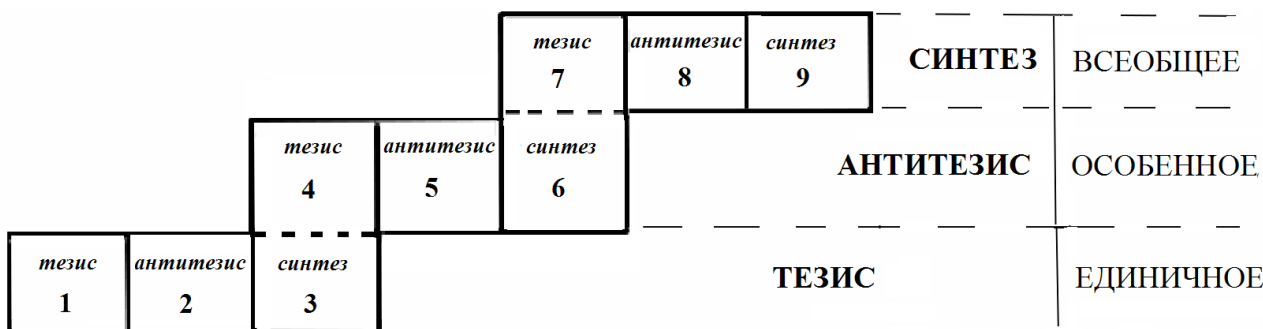 тезис антитезис синтез СИНТЕЗ ВСЕОБЩЕЕ
7 8 9
тезис антитезис синтез АНТИТЕЗИС ОСОБЕННОЕ
4 5 6
тезис антитезис синтез ТЕЗИС ЕДИНИЧНОЕ
1 2 3